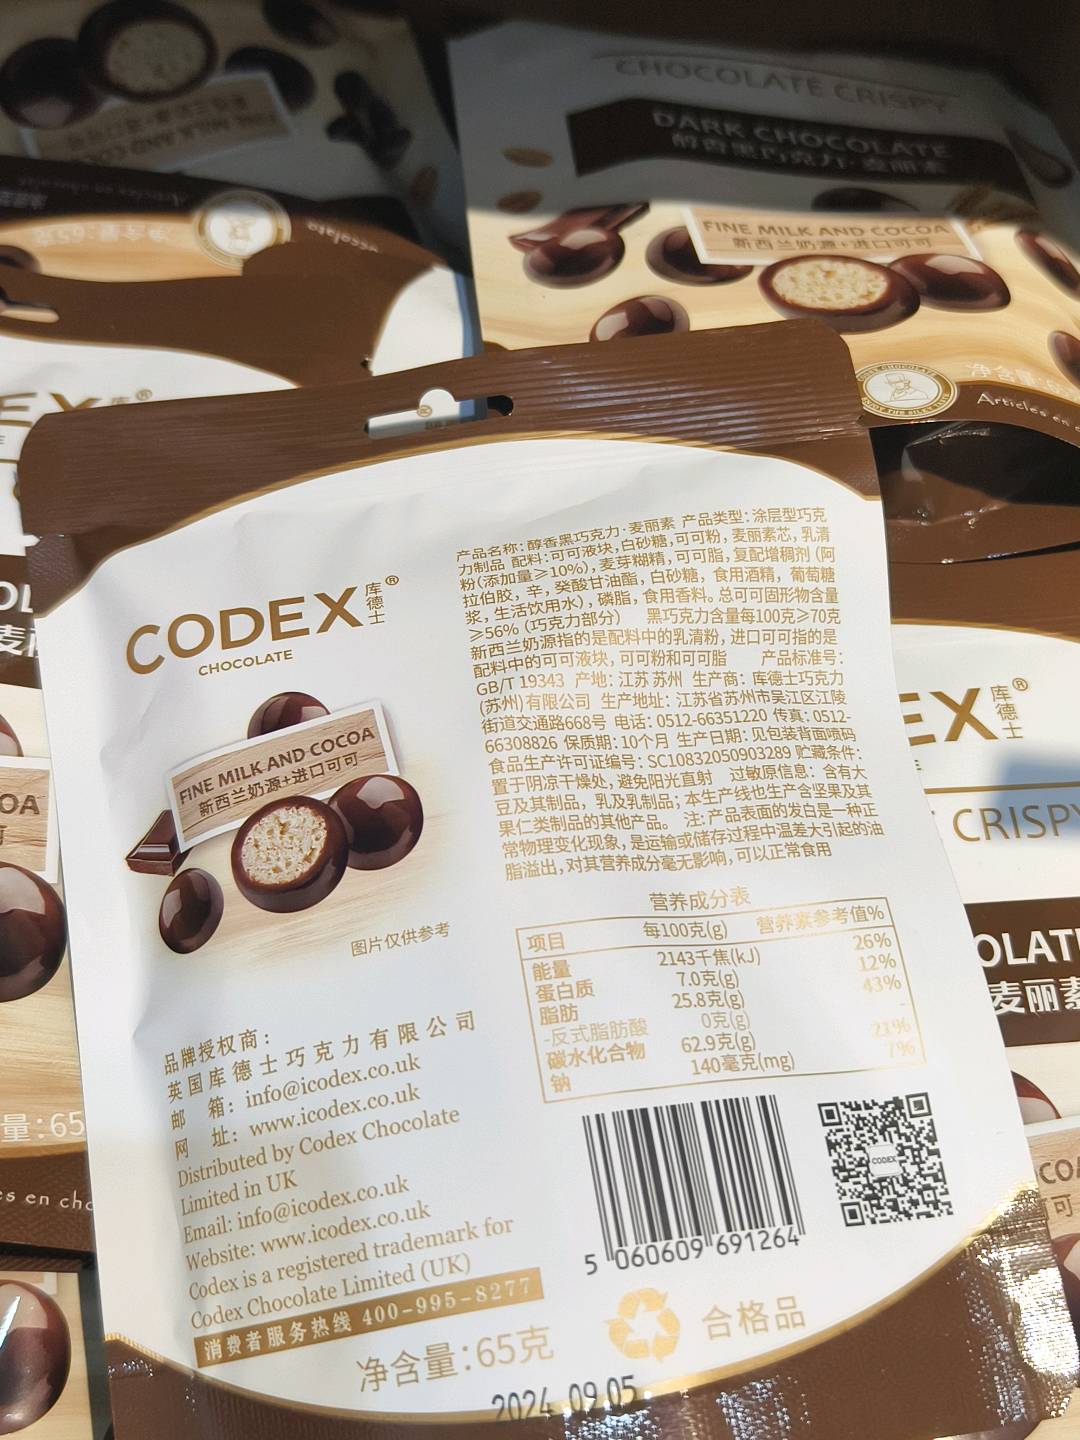 CHOCOLATE CRISPY
DARK CHOCOLATE
醇香黑巧克力·麦丽素
FINE MILK AND COCOA
新西兰奶源+进口可可
Articles en
CODEX 库德士®
CHOCOLATE
FINE MILK AND COCOA
新西兰奶源+进口可可
图片仅供参考
产品名称:醇香黑巧克力·麦丽素 产品类型:涂层型巧克
力制品 配料:可可液块,白砂糖,可可粉,麦丽素芯,乳清
粉(添加量≥10%),麦芽糊精,可可脂,复配增稠剂(阿
拉伯胶,辛,癸酸甘油酯,白砂糖,食用酒精,葡萄糖
浆,生活饮用水),磷脂,食用香料。总可可固形物含量
≥56%(巧克力部分) 黑巧克力含量每100克≥70克
新西兰奶源指的是配料中的乳清粉,进口可可指的是
配料中的可可液块,可可粉和可可脂 产品标准号:
GB/T 19343 产地:江苏 苏州 生产商:库德士巧克力
(苏州)有限公司 生产地址:江苏省苏州市吴江区江陵
街道交通路668号 电话:0512-66351220 传真:0512-
66308826 保质期:10个月 生产日期:见包装背面喷码
食品生产许可证编号:SC10832050903289 贮藏条件:
置于阴凉干燥处,避免阳光直射 过敏原信息:含有大
豆及其制品,乳及乳制品;本生产线也生产含坚果及其
果仁类制品的其他产品。 注:产品表面的发白是一种正
常物理变化现象,是运输或储存过程中温差大引起的油
脂溢出,对其营养成分毫无影响,可以正常食用
营养成分表
项目 每100克(g) 营养素参考值%
能量 2143千焦(kJ) 26%
蛋白质 7.0克(g) 12%
脂肪 25.8克(g) 43%
-反式脂肪酸 0克(g) -
碳水化合物 62.9克(g) 21%
钠 140毫克(mg) 7%
品牌授权商:
英国库德士巧克力有限公司
邮 箱: info@icodex.co.uk
网 址: www.icodex.co.uk
Distributed by Codex Chocolate
Limited in UK
Email: info@icodex.co.uk
Website: www.icodex.co.uk
Codex is a registered trademark for
Codex Chocolate Limited (UK)
消费者服务热线 400-995-8277
净含量:65克
5 060609 691264
CODEX
合格品
2024 09 05
EX 库德士®
CRISPY
OLAT
麦丽素
量:65